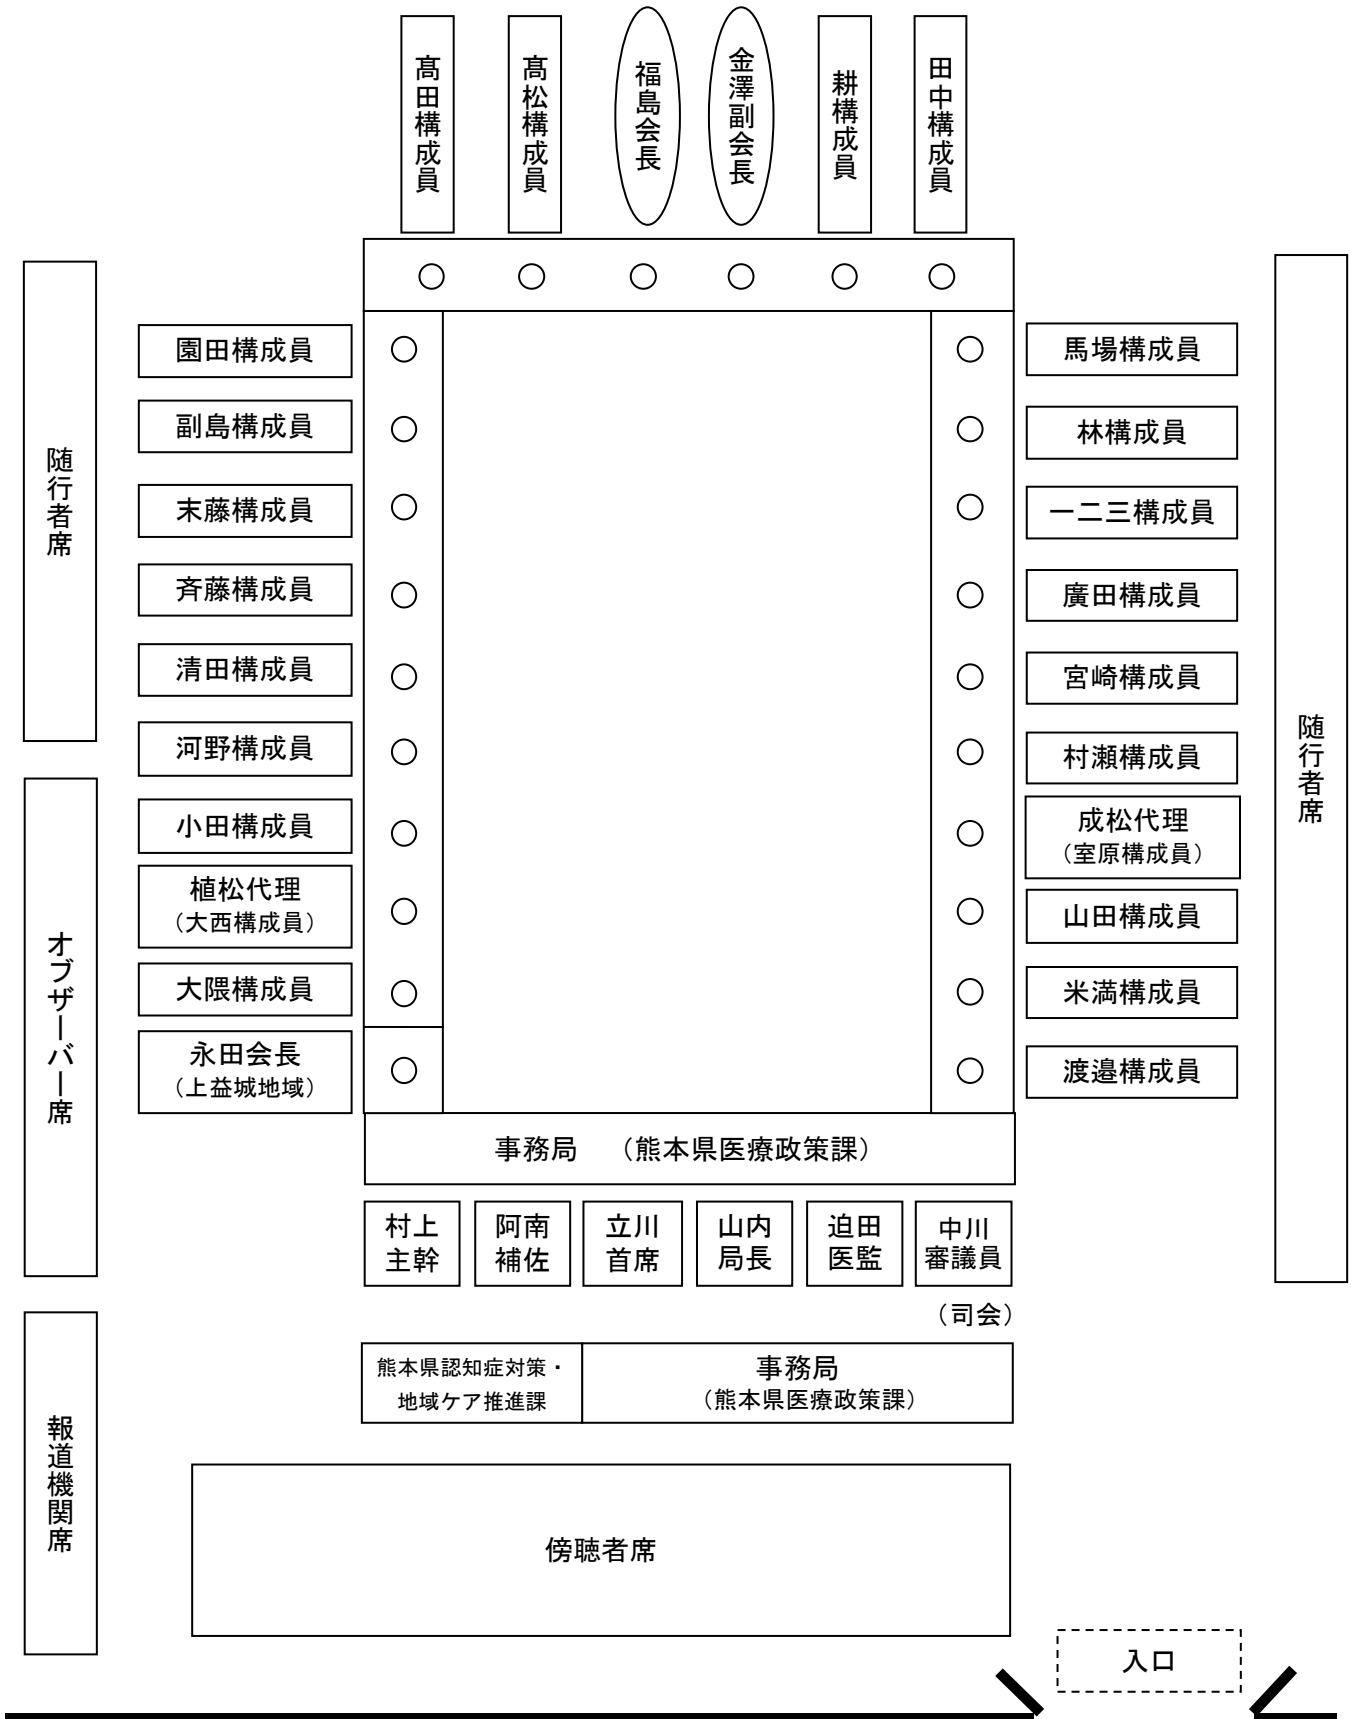 髙田構成員
髙松構成員
福島会長
金澤副会長
耕構成員
田中構成員
随行者席
オブザーバー席
報道機関席
園田構成員
副島構成員
末藤構成員
斉藤構成員
清田構成員
河野構成員
小田構成員
植松代理
（大西構成員）
大隈構成員
永田会長
（上益城地域）
馬場構成員
林構成員
一二三構成員
廣田構成員
宮崎構成員
村瀬構成員
成松代理
（室原構成員）
山田構成員
米満構成員
渡邉構成員
随行者席
事務局　（熊本県医療政策課）
村上
主幹
阿南
補佐
立川
首席
山内
局長
迫田
医監
中川
審議員
（司会）
熊本県認知症対策・
地域ケア推進課
事務局
（熊本県医療政策課）
傍聴者席
入口